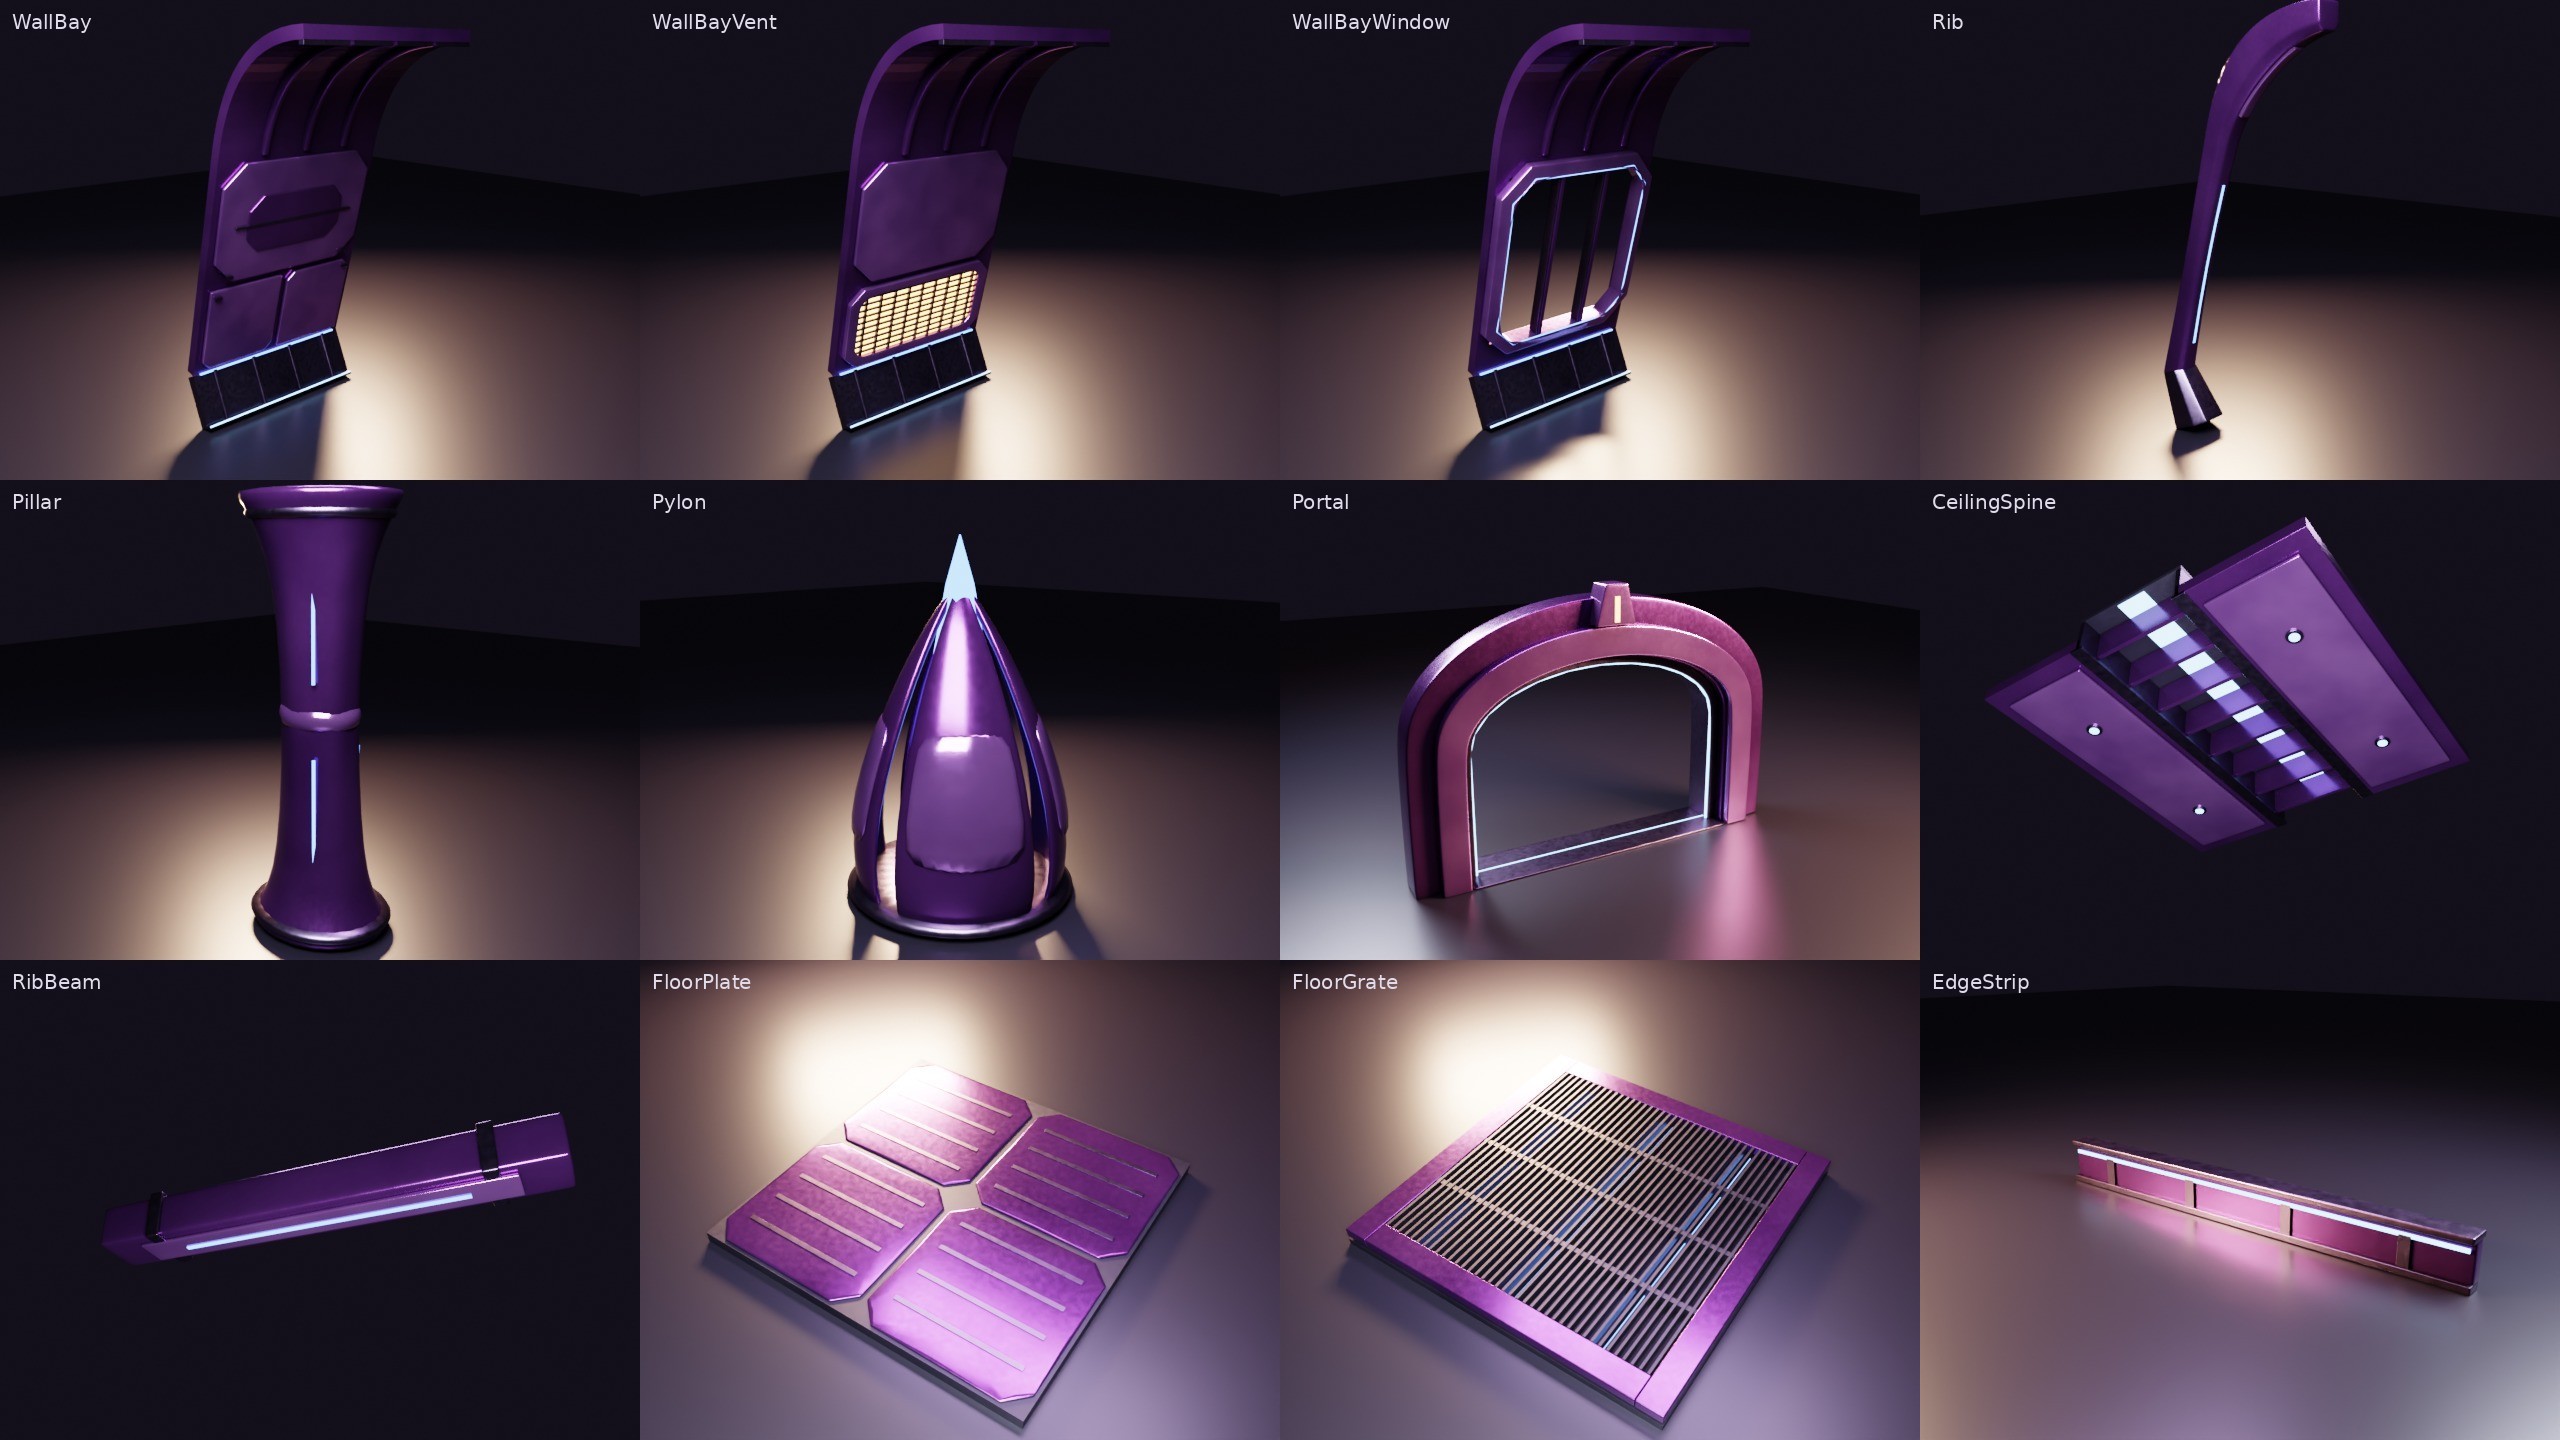 WallBay
WallBayVent
WallBayWindow
Rib
Pillar
Pylon
Portal
CeilingSpine
RibBeam
FloorPlate
FloorGrate
EdgeStrip